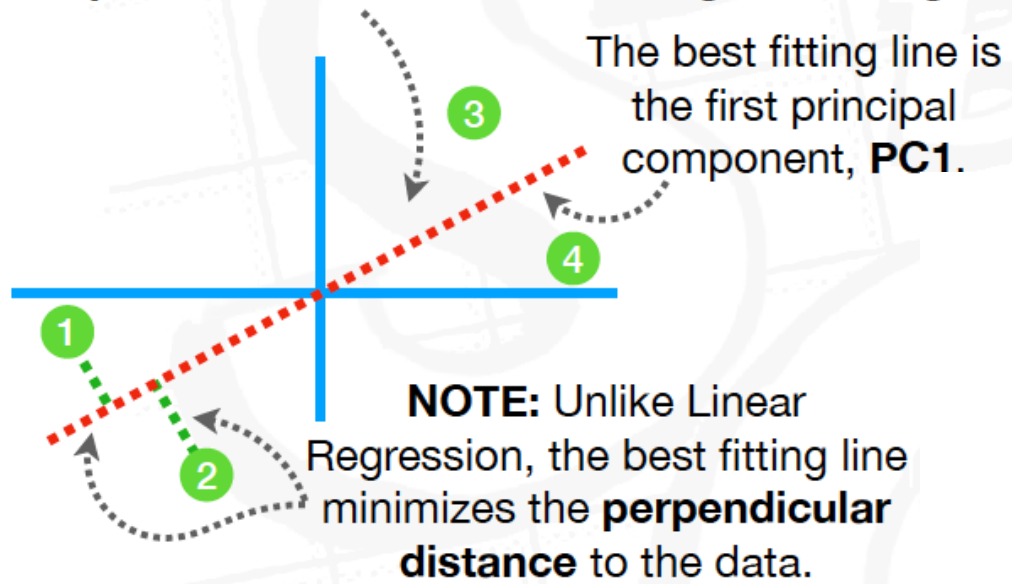 The best fitting line is
the first principal
component, PC1.
3
4
1
2
NOTE: Unlike Linear
Regression, the best fitting line
minimizes the perpendicular
distance to the data.